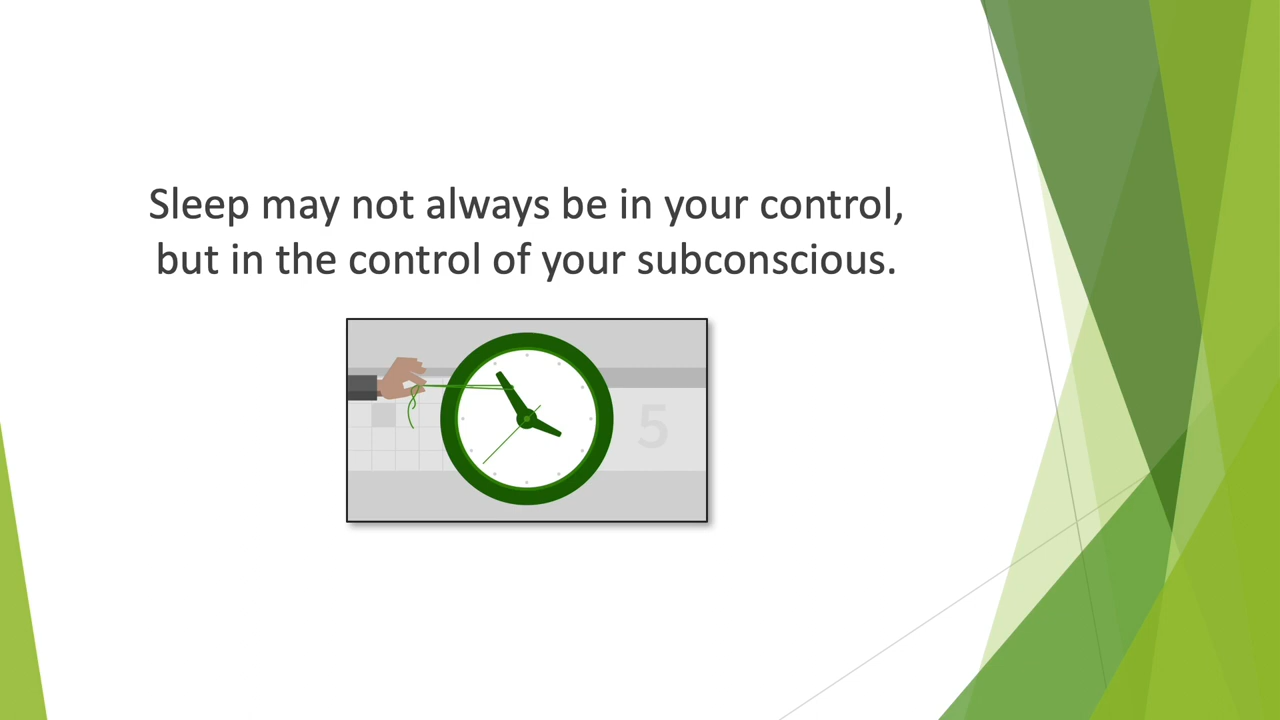 Sleep may not always be in your control,
but in the control of your subconscious.
5